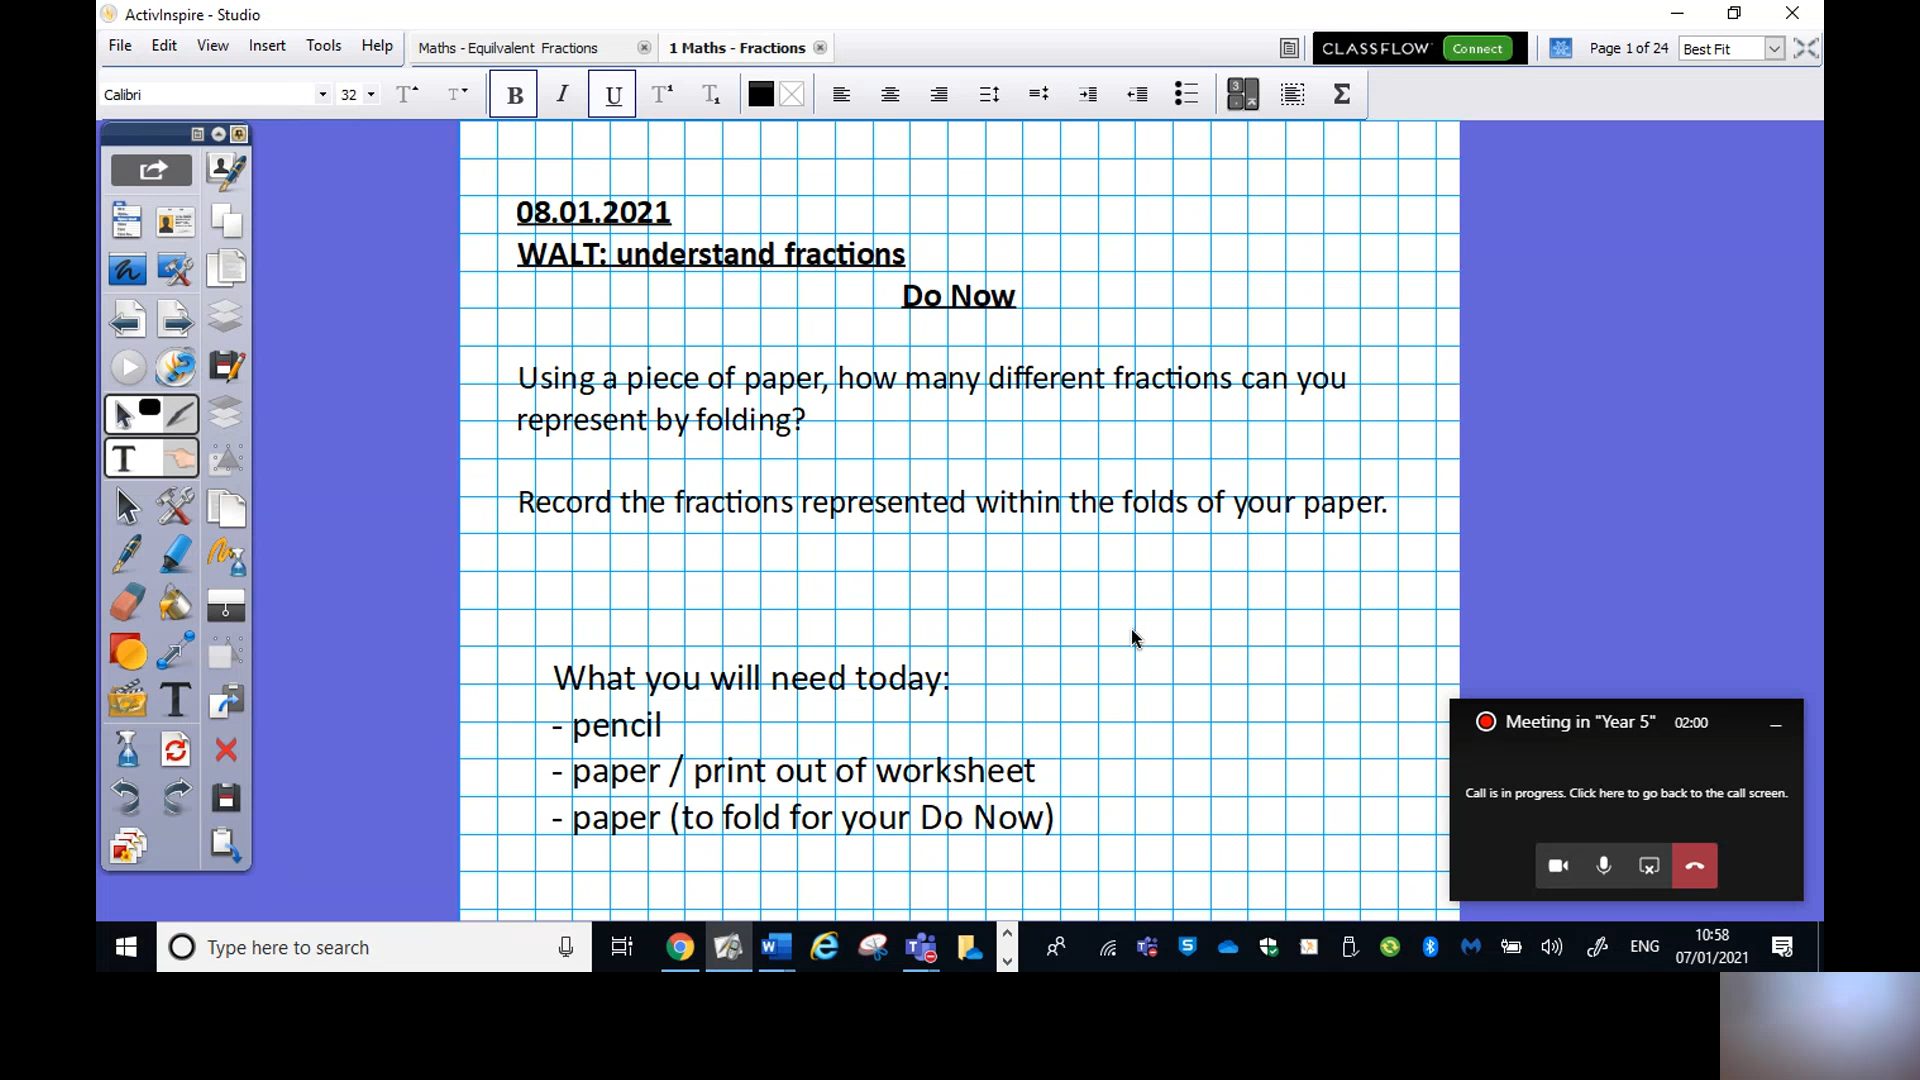 ActivInspire - Studio
File Edit View Insert Tools Help
Maths - Equilvalent Fractions
1 Maths - Fractions
CLASSFLOW Connect
Page 1 of 24 Best Fit
Calibri 32
08.01.2021
WALT: understand fractions
Do Now
Using a piece of paper, how many different fractions can you
represent by folding?
Record the fractions represented within the folds of your paper.
What you will need today:
- pencil
- paper / print out of worksheet
- paper (to fold for your Do Now)
Meeting in "Year 5" 02:00
Call is in progress. Click here to go back to the call screen.
Type here to search
ENG
10:58
07/01/2021